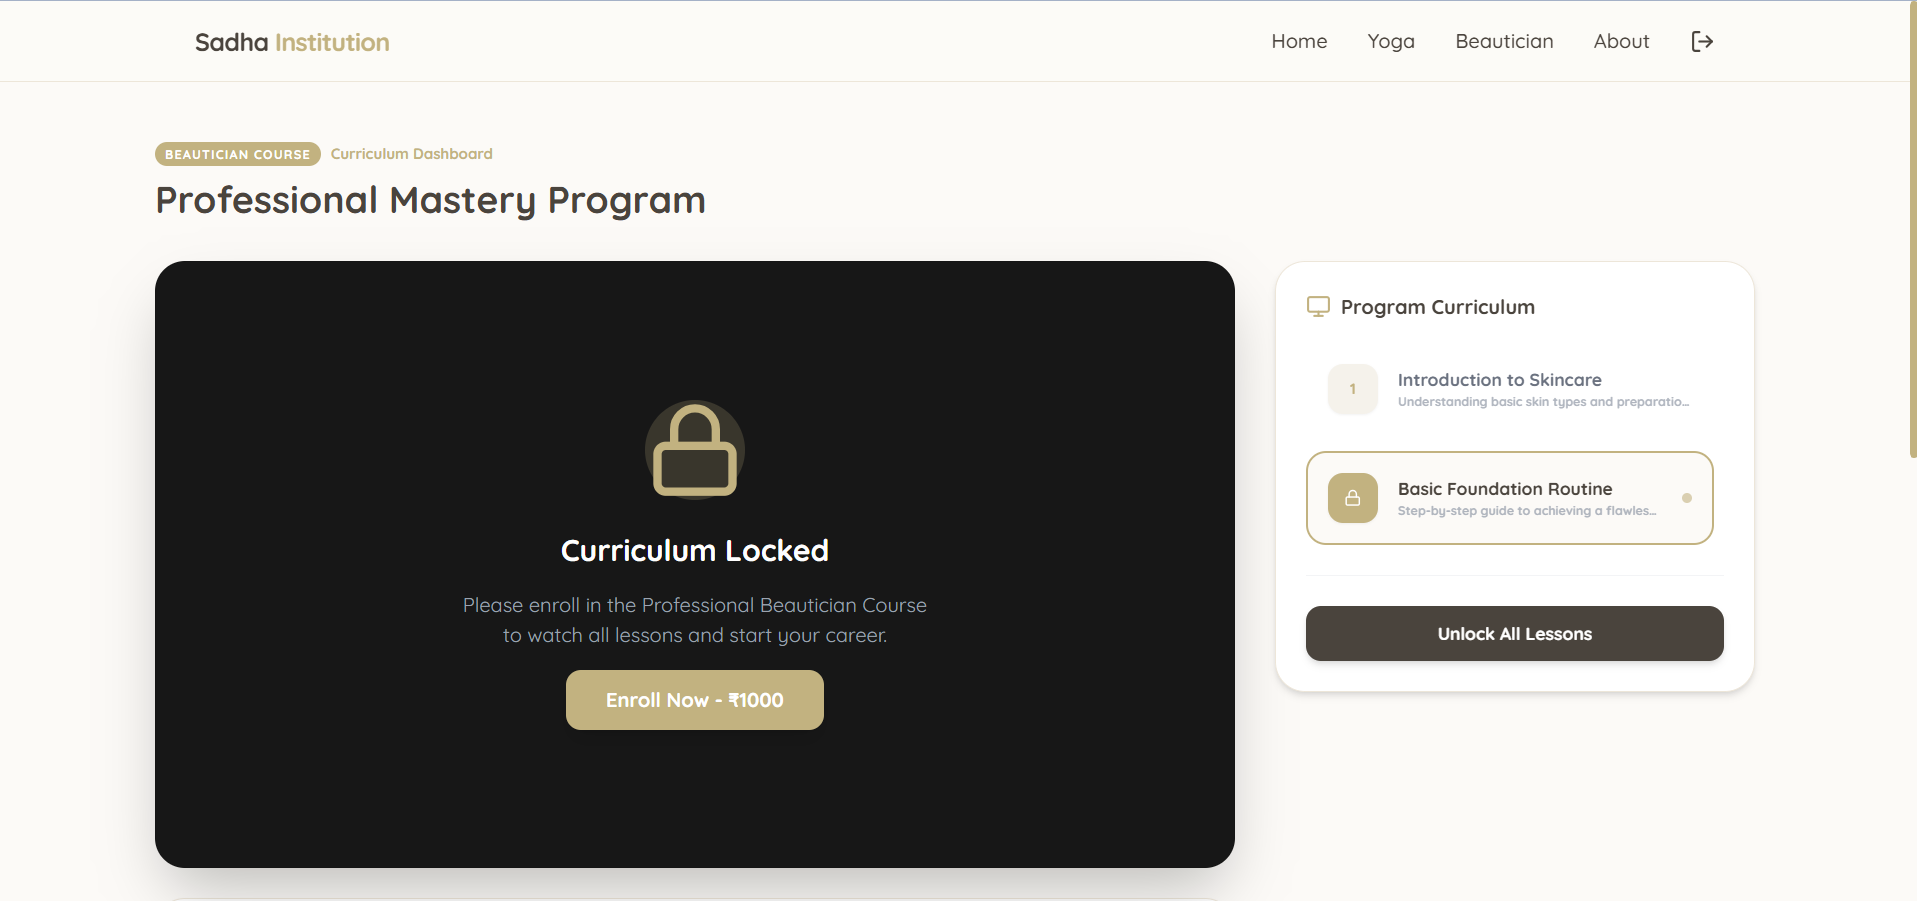 Sadha Institution
Home
Yoga
Beautician
About
BEAUTICIAN COURSE
Curriculum Dashboard
Professional Mastery Program
Curriculum Locked
Please enroll in the Professional Beautician Course
to watch all lessons and start your career.
Enroll Now - ₹1000
Program Curriculum
1
Introduction to Skincare
Understanding basic skin types and preparatio…
Basic Foundation Routine
Step-by-step guide to achieving a flawles…
Unlock All Lessons